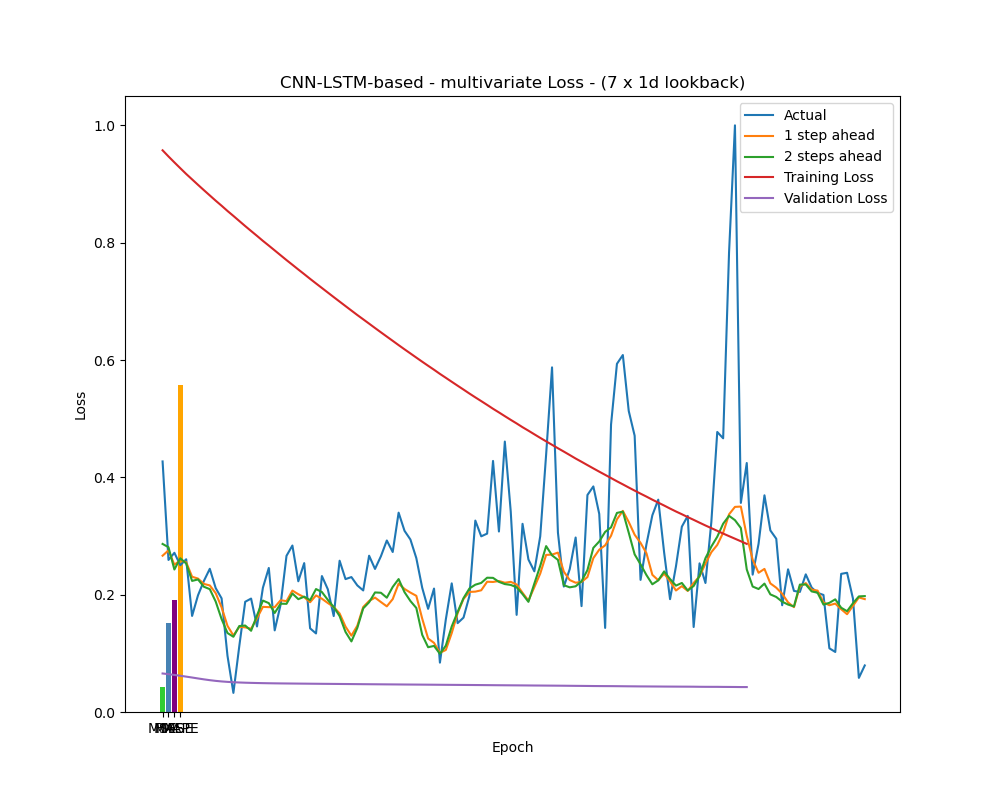 CNN-LSTM-based - multivariate Loss - (7 x 1d lookback)
Actual
1 step ahead
2 steps ahead
Training Loss
Validation Loss
1.0
0.8
0.6
0.4
0.2
0.0
Loss
Epoch